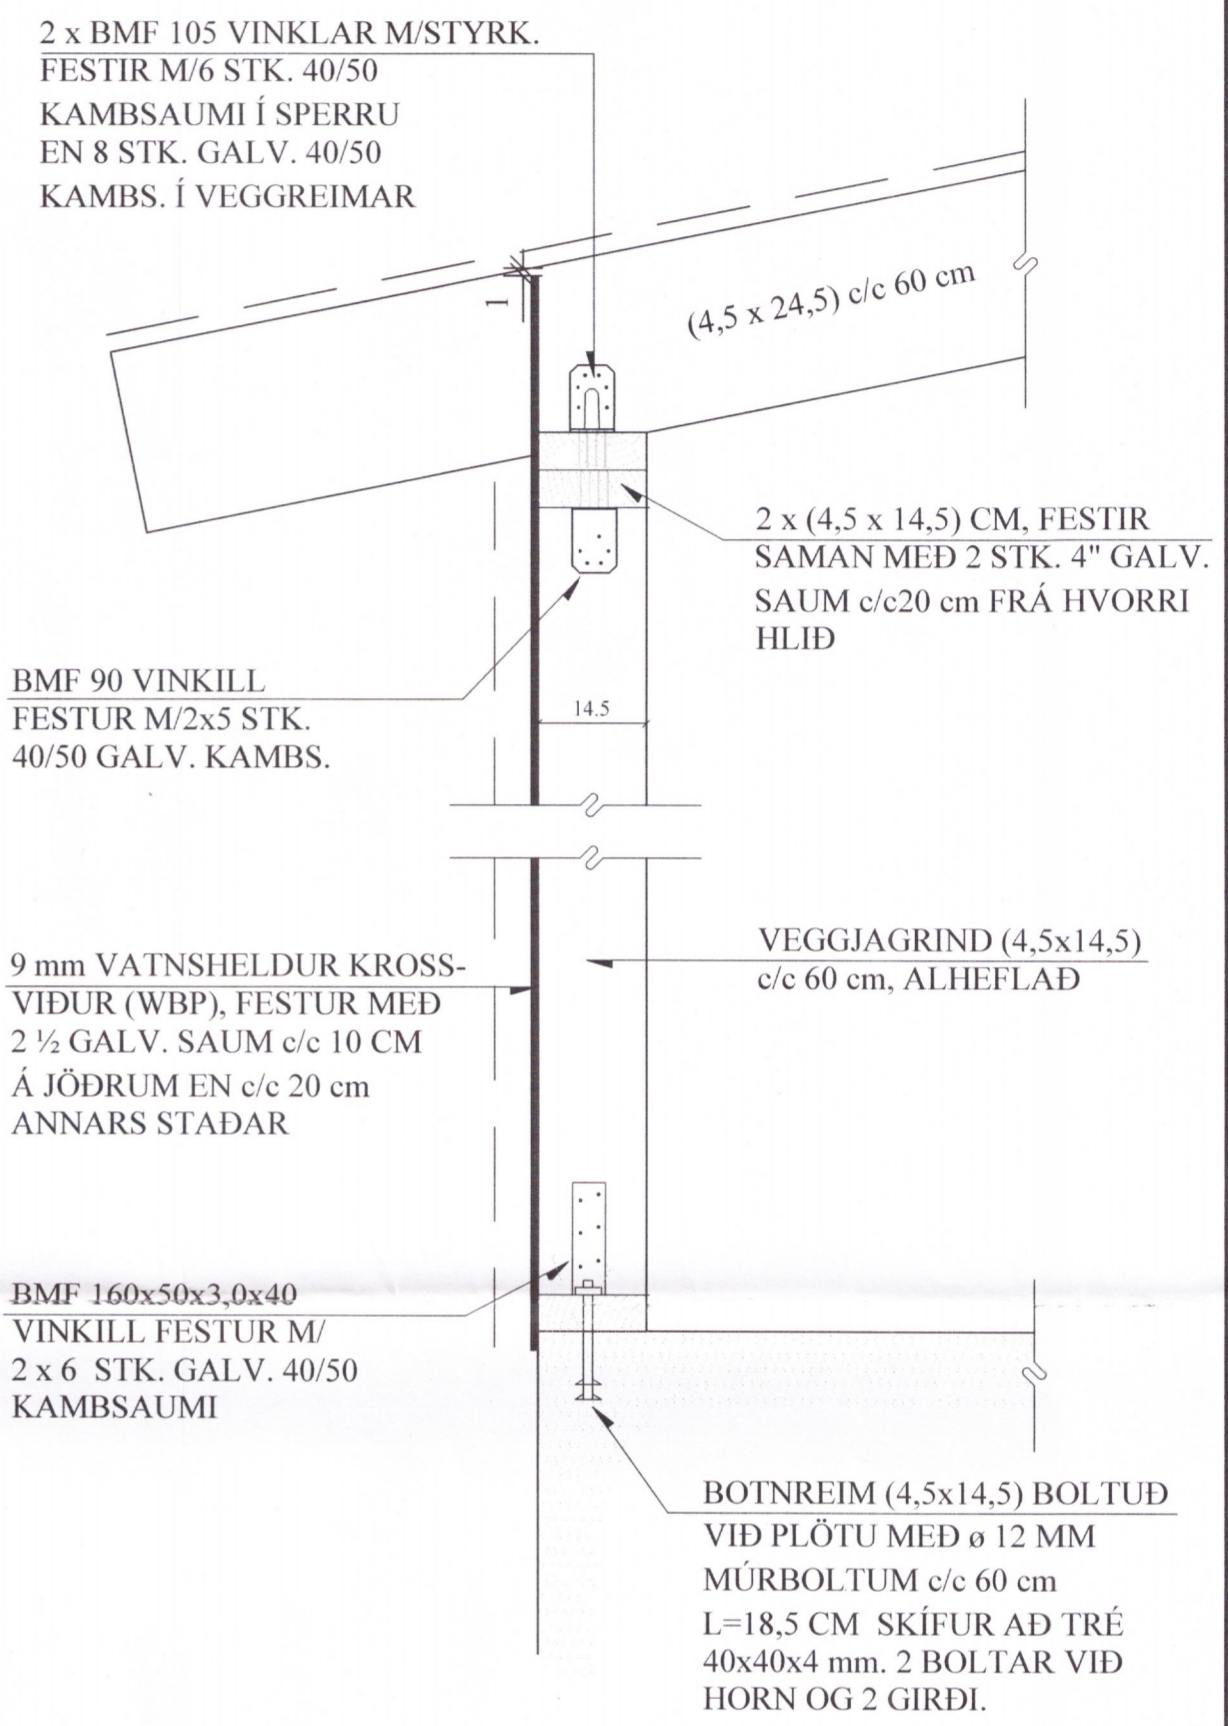 2 x BMF 105 VINKLAR M/STYRK.
FESTIR M/6 STK. 40/50
KAMBSAUMI Í SPERRU
EN 8 STK. GALV. 40/50
KAMBS. Í VEGGREIMAR
1
(4,5 x 24,5) c/c 60 cm
2 x (4,5 x 14,5) CM, FESTIR
SAMAN MEÐ 2 STK. 4" GALV.
SAUM c/c20 cm FRÁ HVORRI
HLIÐ
BMF 90 VINKILL
FESTUR M/2x5 STK.
40/50 GALV. KAMBS.
14.5
9 mm VATNSHELDUR KROSS-
VIÐUR (WBP), FESTUR MEÐ
2 ½ GALV. SAUM c/c 10 CM
Á JÖÐRUM EN c/c 20 cm
ANNARS STAÐAR
VEGGJAGRIND (4,5x14,5)
c/c 60 cm, ALHEFLAÐ
BMF 160x50x3,0x40
VINKILL FESTUR M/
2 x 6 STK. GALV. 40/50
KAMBSAUMI
BOTNREIM (4,5x14,5) BOLTUÐ
VIÐ PLÖTU MEÐ ø 12 MM
MÚRBOLTUM c/c 60 cm
L=18,5 CM SKÍFUR AÐ TRÉ
40x40x4 mm. 2 BOLTAR VIÐ
HORN OG 2 GIRÐI.